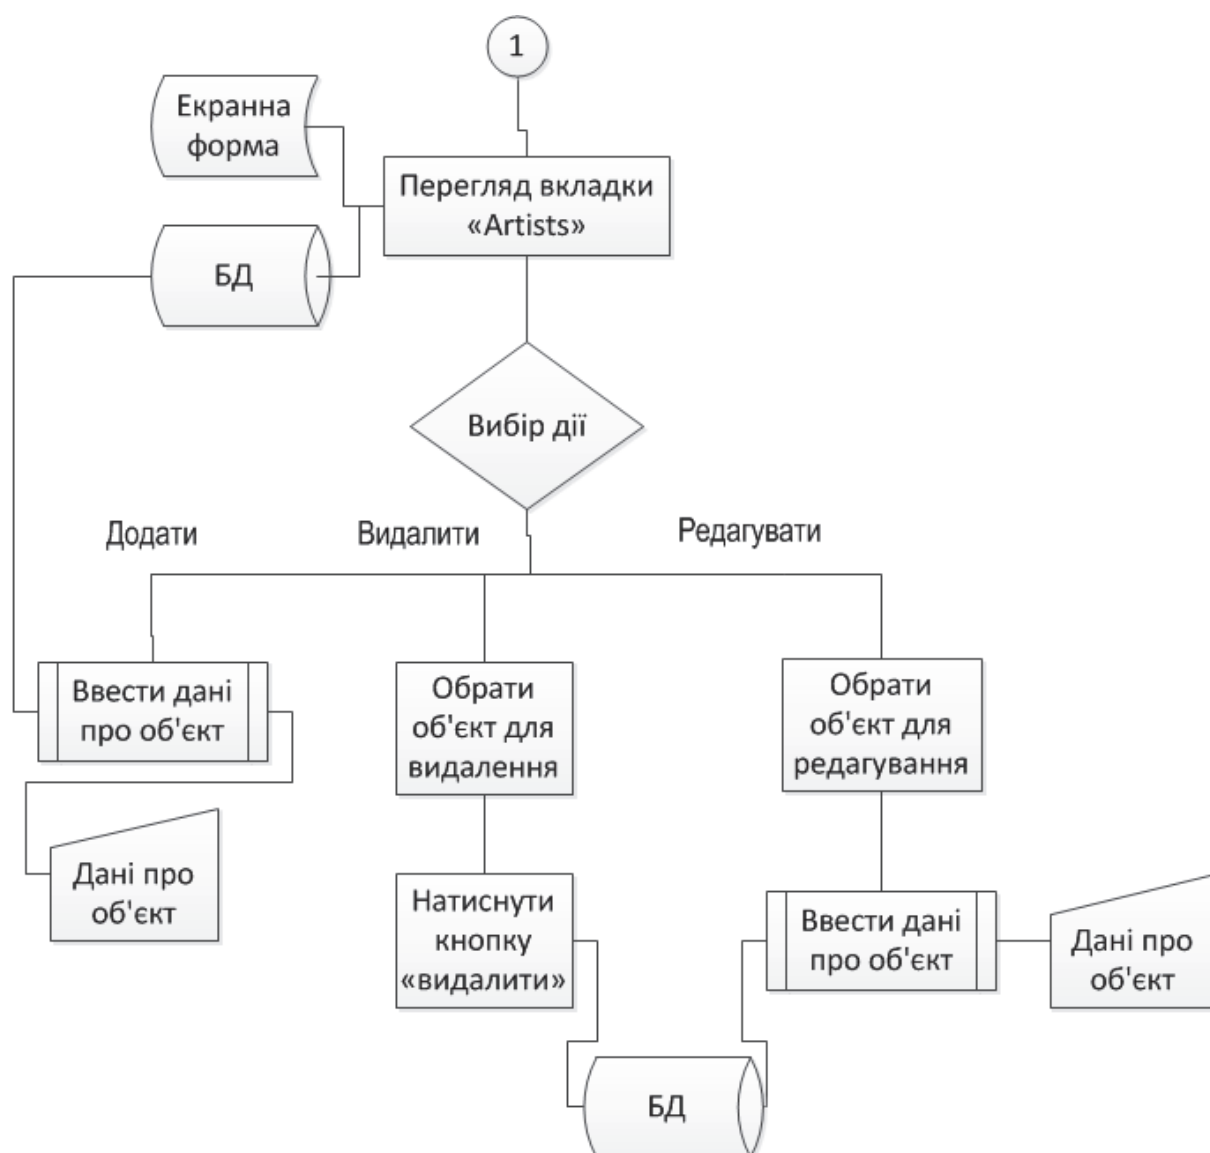 1
Екранна
форма
Перегляд вкладки
«Artists»
БД
Вибір дії
Додати
Видалити
Редагувати
Ввести дані
про об'єкт
Обрати
об'єкт для
видалення
Обрати
об'єкт для
редагування
Дані про
об'єкт
Натиснути
кнопку
«видалити»
Ввести дані
про об'єкт
Дані про
об'єкт
БД